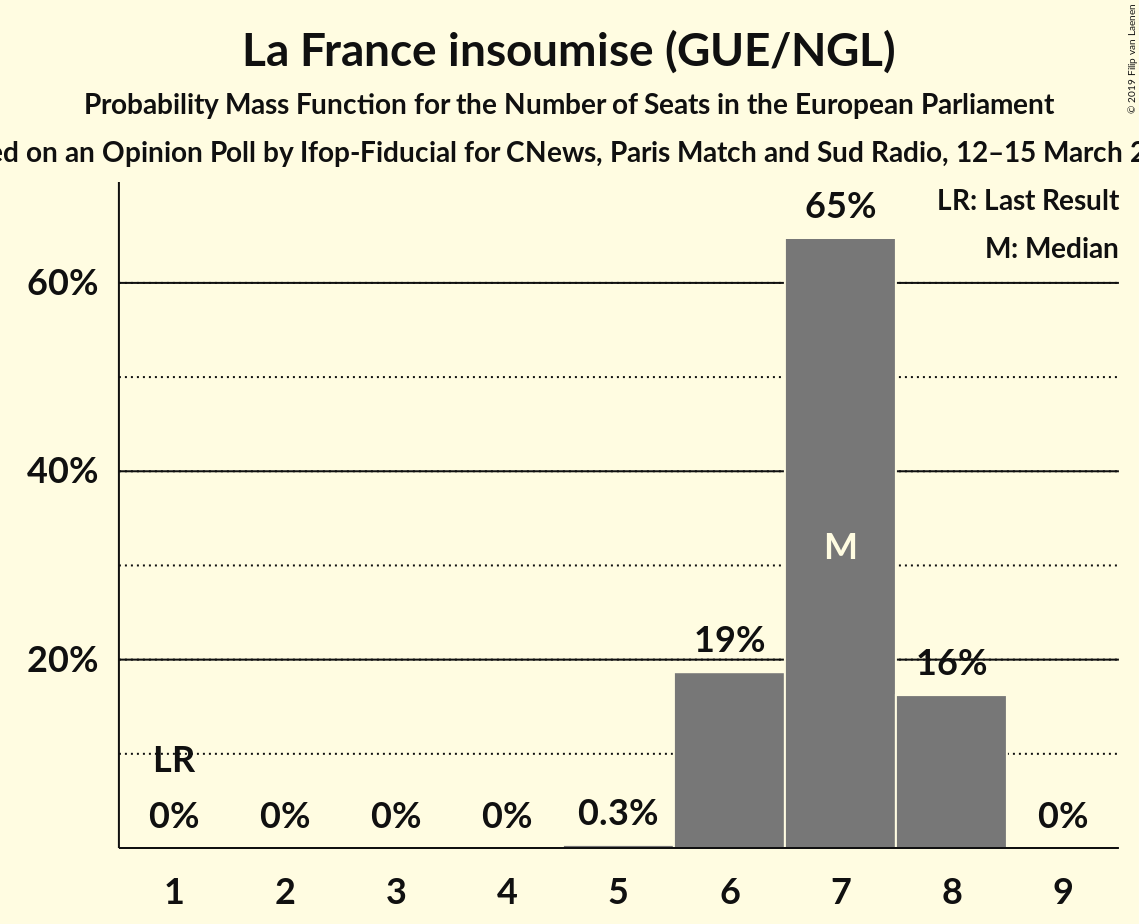 La France insoumise (GUE/NGL)
Probability Mass Function for the Number of Seats in the European Parliament
on an Opinion Poll by Ifop-Fiducial for CNews, Paris Match and Sud Radio, 12–15 March
© 2019 Filip van Laenen
LR: Last Result
M: Median
65%
60%
40%
M
19%
20%
16%
LR
0%
0%
0%
0%
0.3%
0%
1
2
3
4
5
6
7
8
9